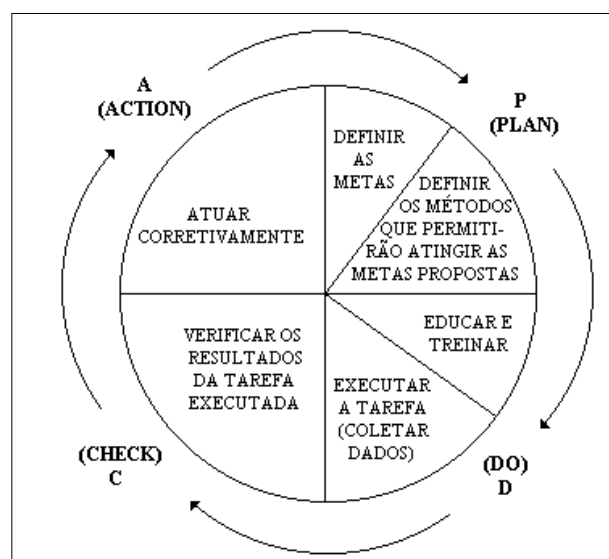 A
(ACTION)
P
(PLAN)
DEFINIR
AS
METAS
DEFINIR
OS MÉTODOS
QUE PERMITI-
RÃO ATINGIR AS
METAS PROPOSTAS
ATUAR
CORRETIVAMENTE
EDUCAR E
TREINAR
VERIFICAR OS
RESULTADOS
DA TAREFA
EXECUTADA
EXECUTAR
A TAREFA
(COLETAR
DADOS)
(CHECK)
C
(DO)
D